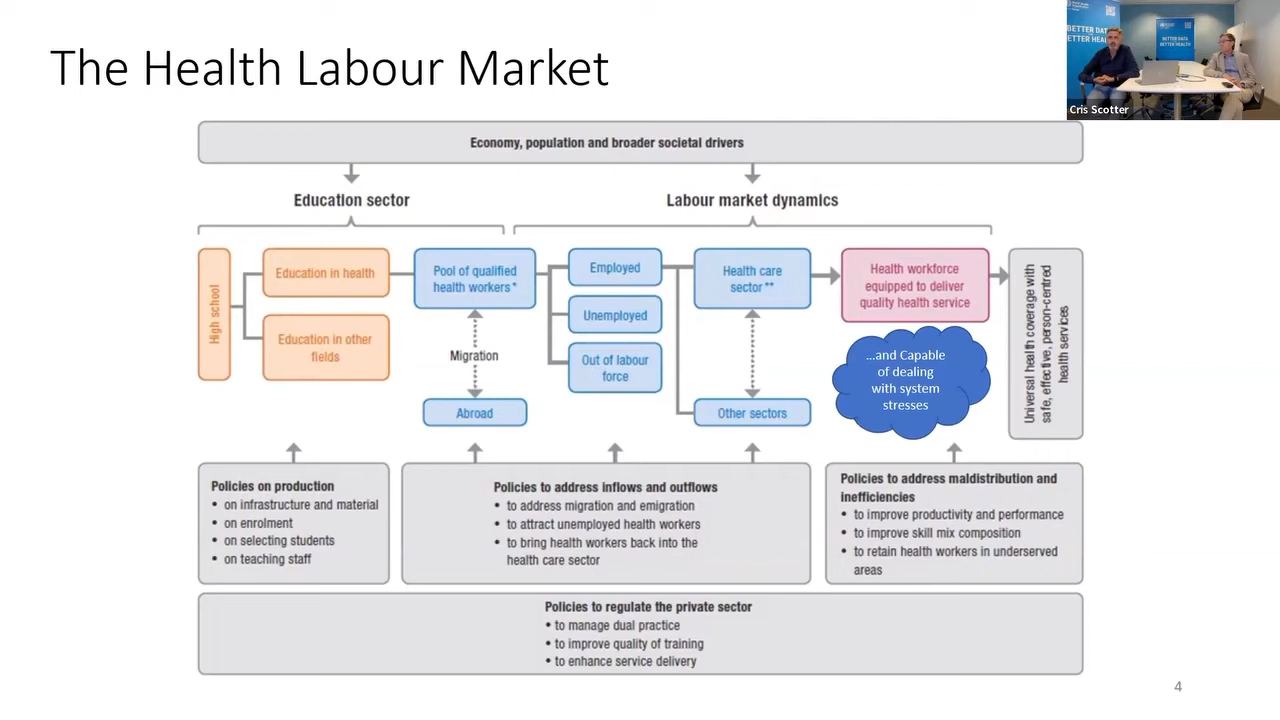 The Health Labour Market
BETTER DATA
BETTER HEAL
BETTER DATA
BETTER HEALTH
Cris Scotter
Economy, population and broader societal drivers
Education sector
Labour market dynamics
High school
Education in health
Education in other
fields
Pool of qualified
health workers*
Migration
Abroad
Employed
Unemployed
Out of labour
force
Health care
sector**
Other sectors
Health workforce
equipped to deliver
quality health service
...and Capable
of dealing
with system
stresses
Universal health coverage with
safe, effective, person-centred
health services
Policies on production
• on infrastructure and material
• on enrolment
• on selecting students
• on teaching staff
Policies to address inflows and outflows
• to address migration and emigration
• to attract unemployed health workers
• to bring health workers back into the
health care sector
Policies to address maldistribution and
inefficiencies
• to improve productivity and performance
• to improve skill mix composition
• to retain health workers in underserved
areas
Policies to regulate the private sector
• to manage dual practice
• to improve quality of training
• to enhance service delivery
4